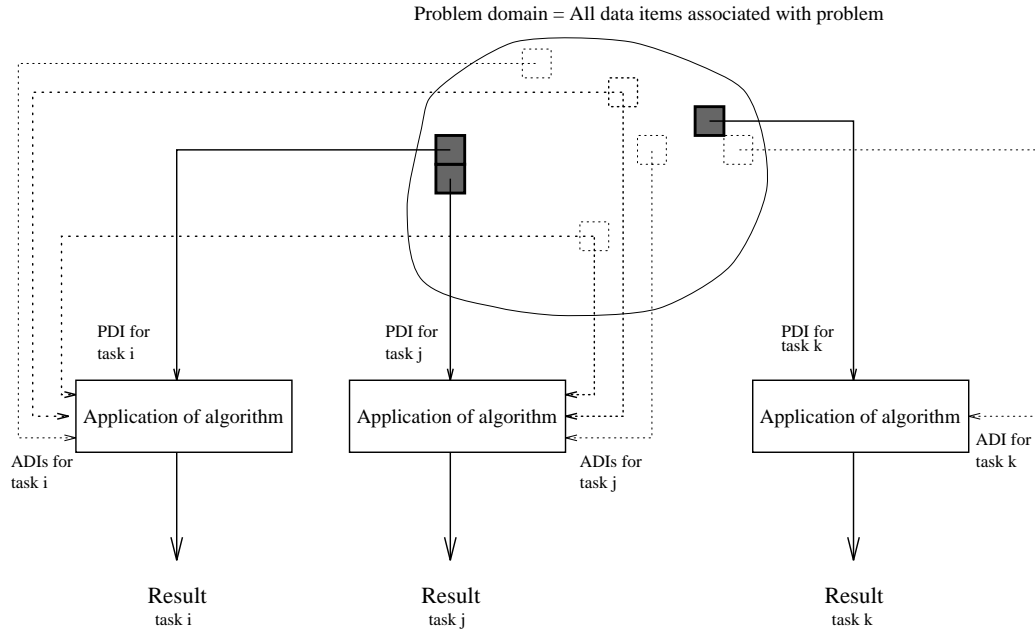 Problem domain = All data items associated with problem
PDI for
task i
PDI for
task j
PDI for
task k
Application of algorithm
Application of algorithm
Application of algorithm
ADIs for
task i
ADIs for
task j
ADI for
task k
Result
task i
Result
task j
Result
task k